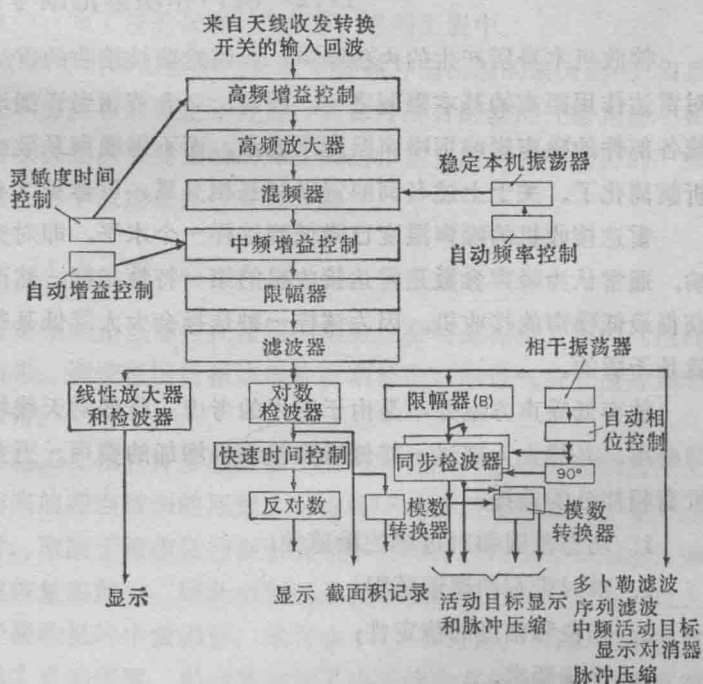 来自天线收发转换
开关的输入回波
高频增益控制
高频放大器
灵敏度时间
控制
稳定本机振荡器
混频器
中频增益控制
自动频率控制
自动增益控制
限幅器
滤波器
相干振荡器
线性放大器
和检波器
对数
检波器
限幅器(B)
自动相
位控制
快速时间控制
同步检波器
90°
反对数
模数
转换器
模数
转换器
显示
显示 截面积记录
活动目标显示
和脉冲压缩
多卜勒滤波
序列滤波
中频活动目标
显示对消器
脉冲压缩